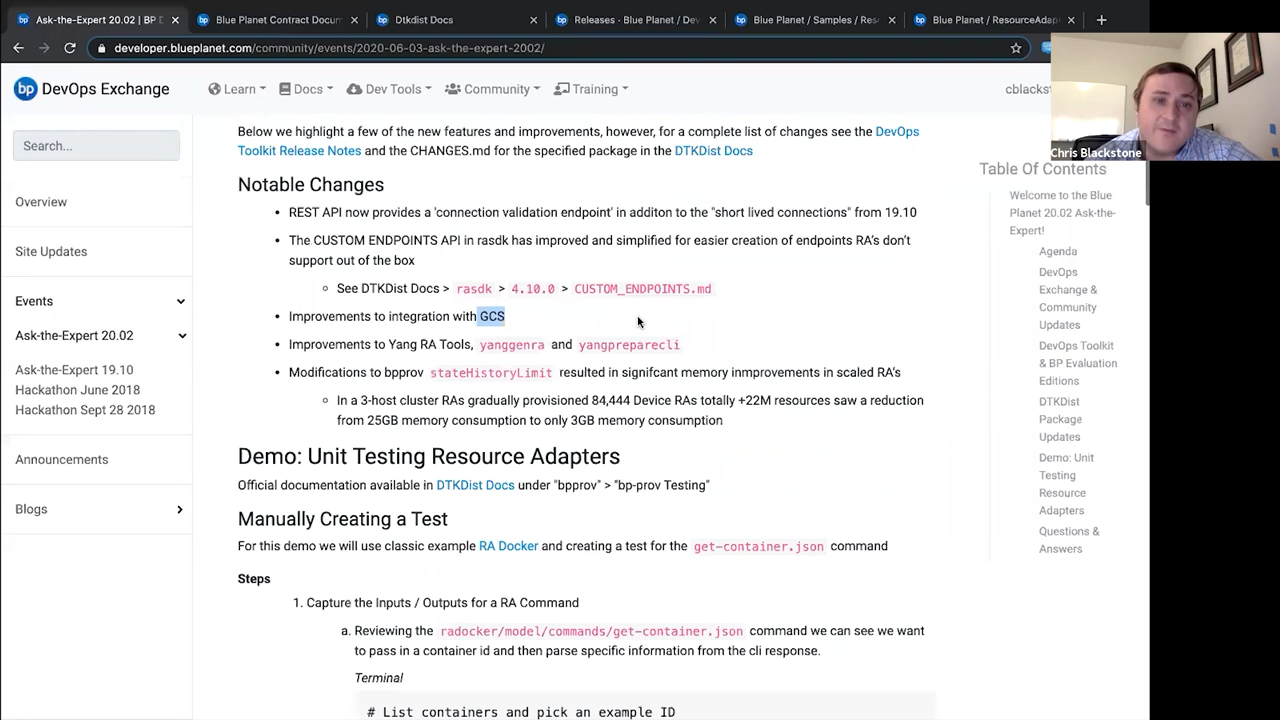 Ask-the-Expert 20.02 | BP D
Blue Planet Contract Docum
Dtkdist Docs
Releases · Blue Planet / Dev
Blue Planet / Samples / Res
Blue Planet / ResourceAdap
developer.blueplanet.com/community/events/2020-06-03-ask-the-expert-2002/
bp DevOps Exchange
Learn
Docs
Dev Tools
Community
Training
cblackst
Chris Blackstone
Search...
Overview
Site Updates
Events
Ask-the-Expert 20.02
Ask-the-Expert 19.10
Hackathon June 2018
Hackathon Sept 28 2018
Announcements
Blogs
Below we highlight a few of the new features and improvements, however, for a complete list of changes see the DevOps
Toolkit Release Notes and the CHANGES.md for the specified package in the DTKDist Docs
Notable Changes
• REST API now provides a 'connection validation endpoint' in additon to the "short lived connections" from 19.10
• The CUSTOM ENDPOINTS API in rasdk has improved and simplified for easier creation of endpoints RA's don't
support out of the box
See DTKDist Docs > rasdk > 4.10.0 > CUSTOM_ENDPOINTS.md
• Improvements to integration with GCS
• Improvements to Yang RA Tools, yanggenra and yangpreparecli
• Modifications to bpprov stateHistoryLimit resulted in signifcant memory inmprovements in scaled RA's
In a 3-host cluster RAs gradually provisioned 84,444 Device RAs totally +22M resources saw a reduction
from 25GB memory consumption to only 3GB memory consumption
Demo: Unit Testing Resource Adapters
Official documentation available in DTKDist Docs under "bpprov" > "bp-prov Testing"
Manually Creating a Test
For this demo we will use classic example RA Docker and creating a test for the get-container.json command
Steps
1. Capture the Inputs / Outputs for a RA Command
a. Reviewing the radocker/model/commands/get-container.json command we can see we want
to pass in a container id and then parse specific information from the cli response.
Terminal
# List containers and pick an example ID
Table Of Contents
Welcome to the Blue
Planet 20.02 Ask-the-
Expert!
Agenda
DevOps
Exchange &
Community
Updates
DevOps Toolkit
& BP Evaluation
Editions
DTKDist
Package
Updates
Demo: Unit
Testing
Resource
Adapters
Questions &
Answers